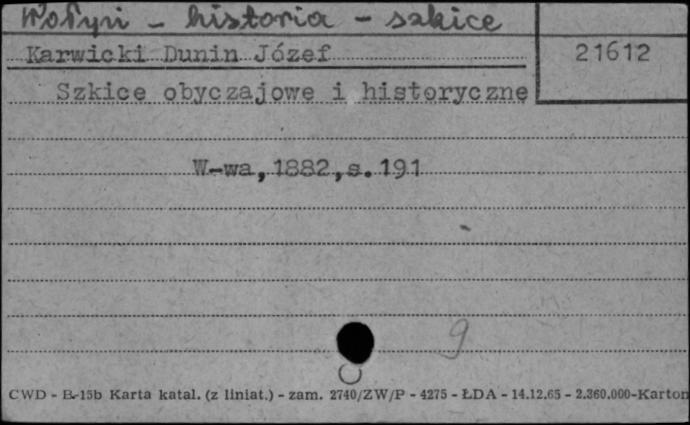 Wołyń - historia - szkice
Karwicki Dunin Józef
21612
Szkice obyczajowe i historyczne
W-wa, 1882, s. 191
9
CWD - B-15b Karta katal. (z liniat.) - zam. 2740/ZW/P - 4275 - ŁDA - 14.12.65 - 2.360.000-Karton